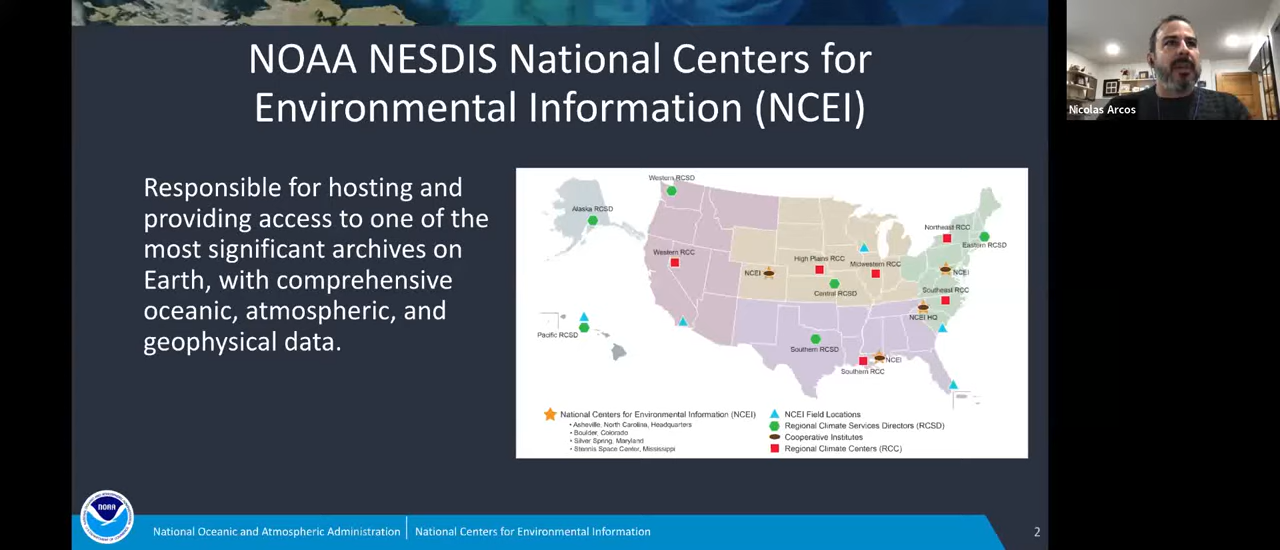 NOAA NESDIS National Centers for
Environmental Information (NCEI)
Nicolas Arcos
Responsible for hosting and
providing access to one of the
most significant archives on
Earth, with comprehensive
oceanic, atmospheric, and
geophysical data.
Western RCSD
Alaska RCSD
Northeast RCC
Eastern RCSD
Western RCC
High Plains RCC
Midwestern RCC
NCEI
NCEI
Central RCSD
Southeast RCC
NCEI HQ
Pacific RCSD
Southern RCSD
NCEI
Southern RCC
National Centers for Environmental Information (NCEI)
• Asheville, North Carolina, Headquarters
• Boulder, Colorado
• Silver Spring, Maryland
• Stennis Space Center, Mississippi
NCEI Field Locations
Regional Climate Services Directors (RCSD)
Cooperative Institutes
Regional Climate Centers (RCC)
NOAA
National Oceanic and Atmospheric Administration
National Centers for Environmental Information
2